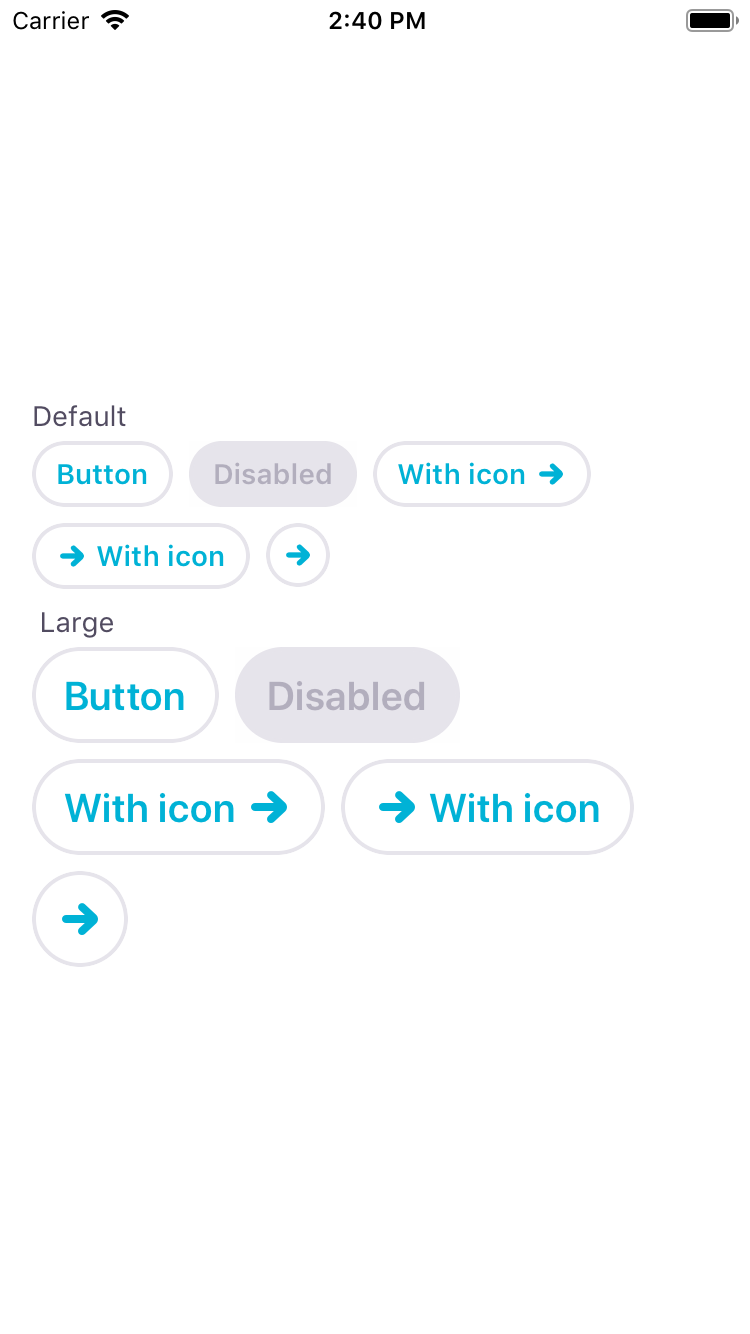 Carrier 2:40 PM
Default
Button Disabled With icon
With icon
Large
Button Disabled
With icon With icon